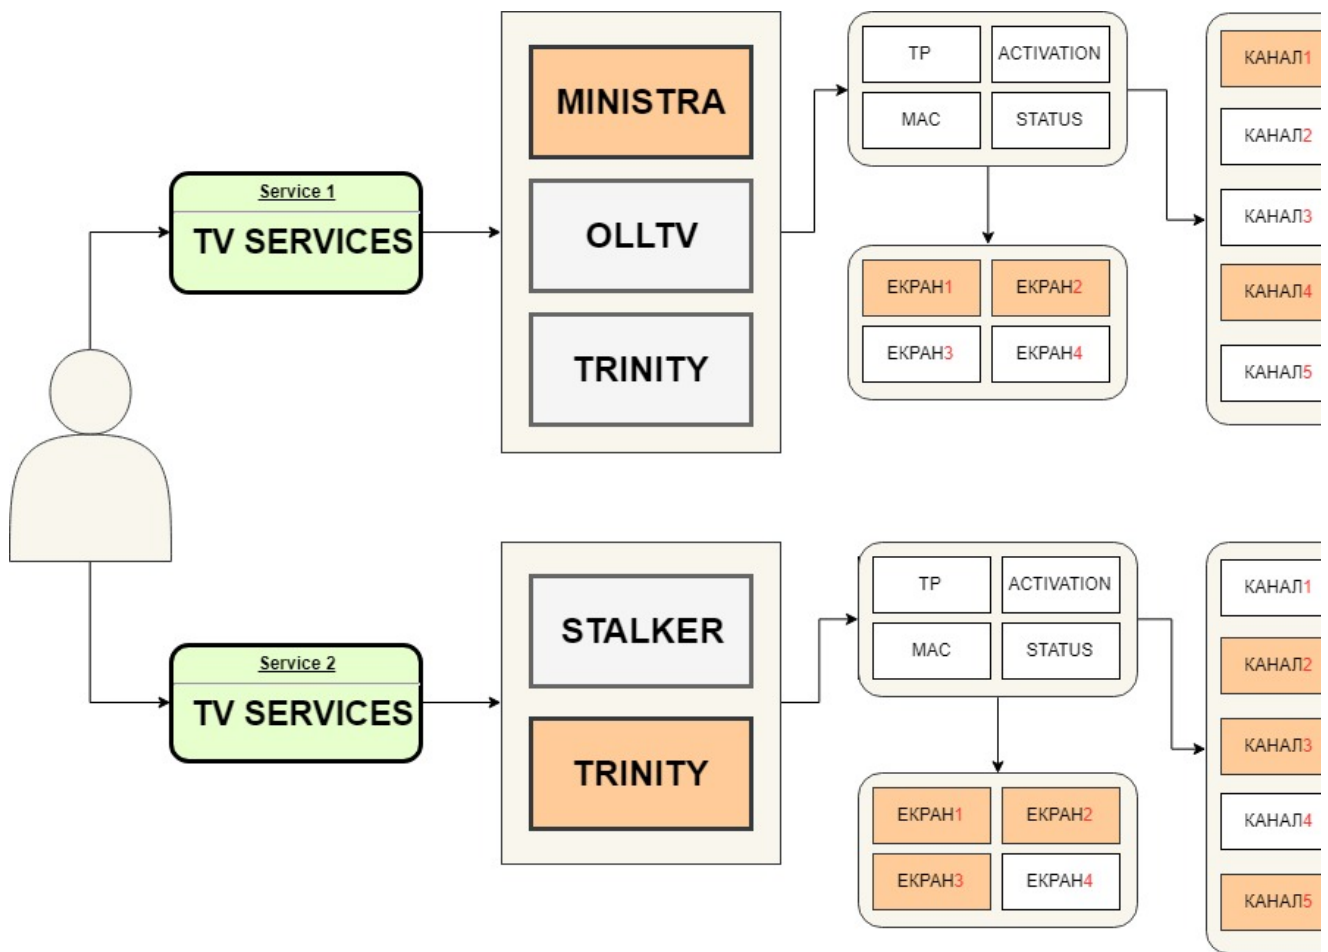 Service 1
TV SERVICES
MINISTRA
OLLTV
TRINITY
TP
ACTIVATION
MAC
STATUS
ЕКРАН1
ЕКРАН2
ЕКРАН3
ЕКРАН4
КАНАЛ1
КАНАЛ2
КАНАЛ3
КАНАЛ4
КАНАЛ5
Service 2
TV SERVICES
STALKER
TRINITY
TP
ACTIVATION
MAC
STATUS
ЕКРАН1
ЕКРАН2
ЕКРАН3
ЕКРАН4
КАНАЛ1
КАНАЛ2
КАНАЛ3
КАНАЛ4
КАНАЛ5